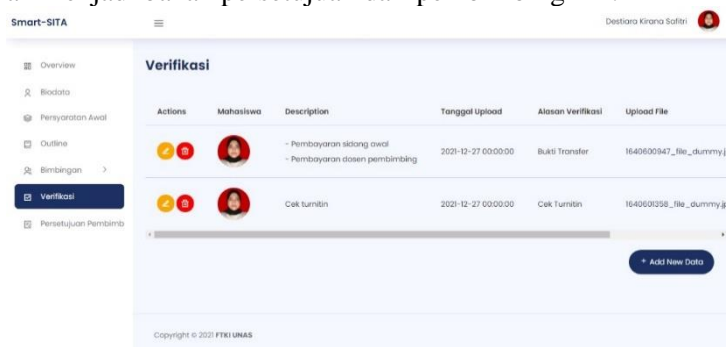 Smart-SITA
Destiara Kirana Safitri
Overview
Biodata
Persyaratan Awal
Outline
Bimbingan >
Verifikasi
Persetujuan Pembimb
Verifikasi
Actions Mahasiswa Description Tanggal Upload Alasan Verifikasi Upload File
- Pembayaran sidang awal
- Pembayaran dosen pembimbing
2021-12-27 00:00:00 Bukti Transfer 1640600947_file_dummy.j
Cek turnitin 2021-12-27 00:00:00 Cek Turnitin 1640601358_file_dummy.jp
+ Add New Data
Copyright © 2021 FTKI UNAS